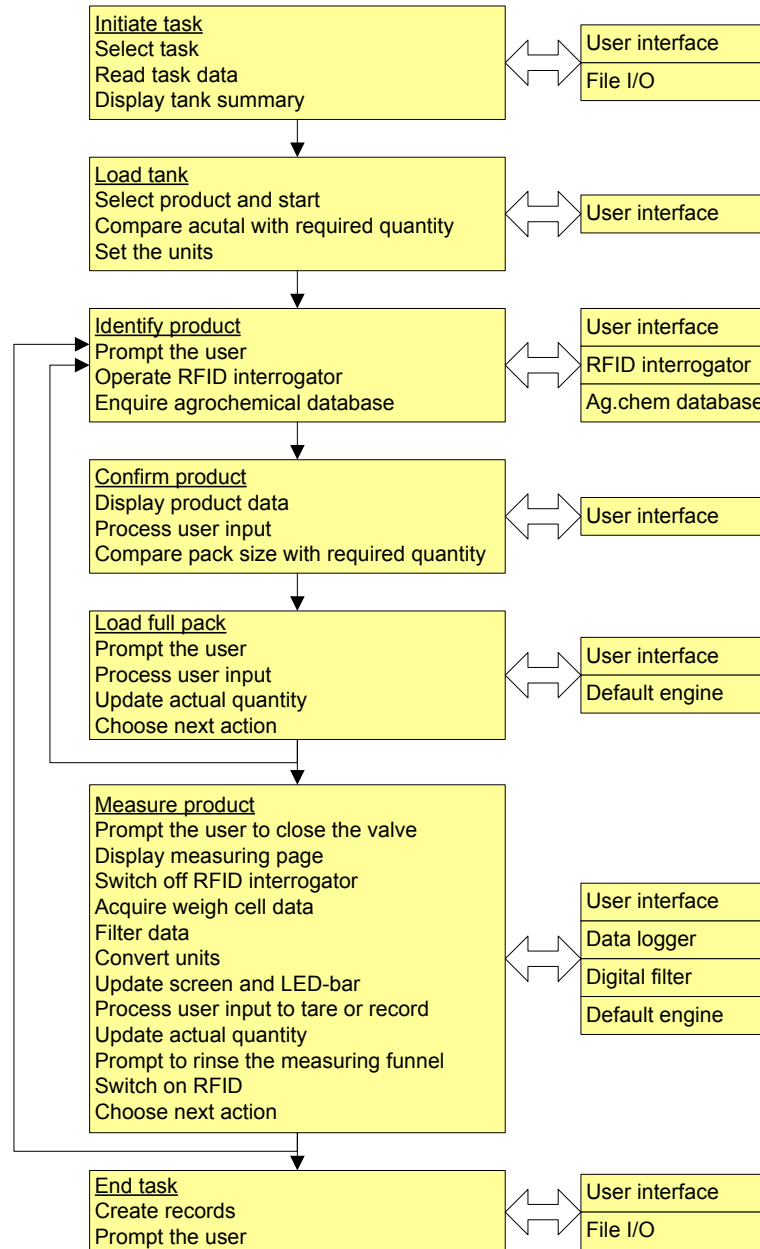 Initiate task
Select task
Read task data
Display tank summary
User interface
File I/O
Load tank
Select product and start
Compare acutal with required quantity
Set the units
User interface
Identify product
Prompt the user
Operate RFID interrogator
Enquire agrochemical database
User interface
RFID interrogator
Ag.chem database
Confirm product
Display product data
Process user input
Compare pack size with required quantity
User interface
Load full pack
Prompt the user
Process user input
Update actual quantity
Choose next action
User interface
Default engine
Measure product
Prompt the user to close the valve
Display measuring page
Switch off RFID interrogator
Acquire weigh cell data
Filter data
Convert units
Update screen and LED-bar
Process user input to tare or record
Update actual quantity
Prompt to rinse the measuring funnel
Switch on RFID
Choose next action
User interface
Data logger
Digital filter
Default engine
End task
Create records
Prompt the user
User interface
File I/O